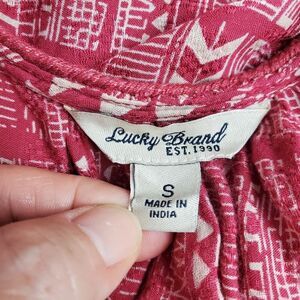 Lucky Brand
EST. 1990
S
MADE IN
INDIA